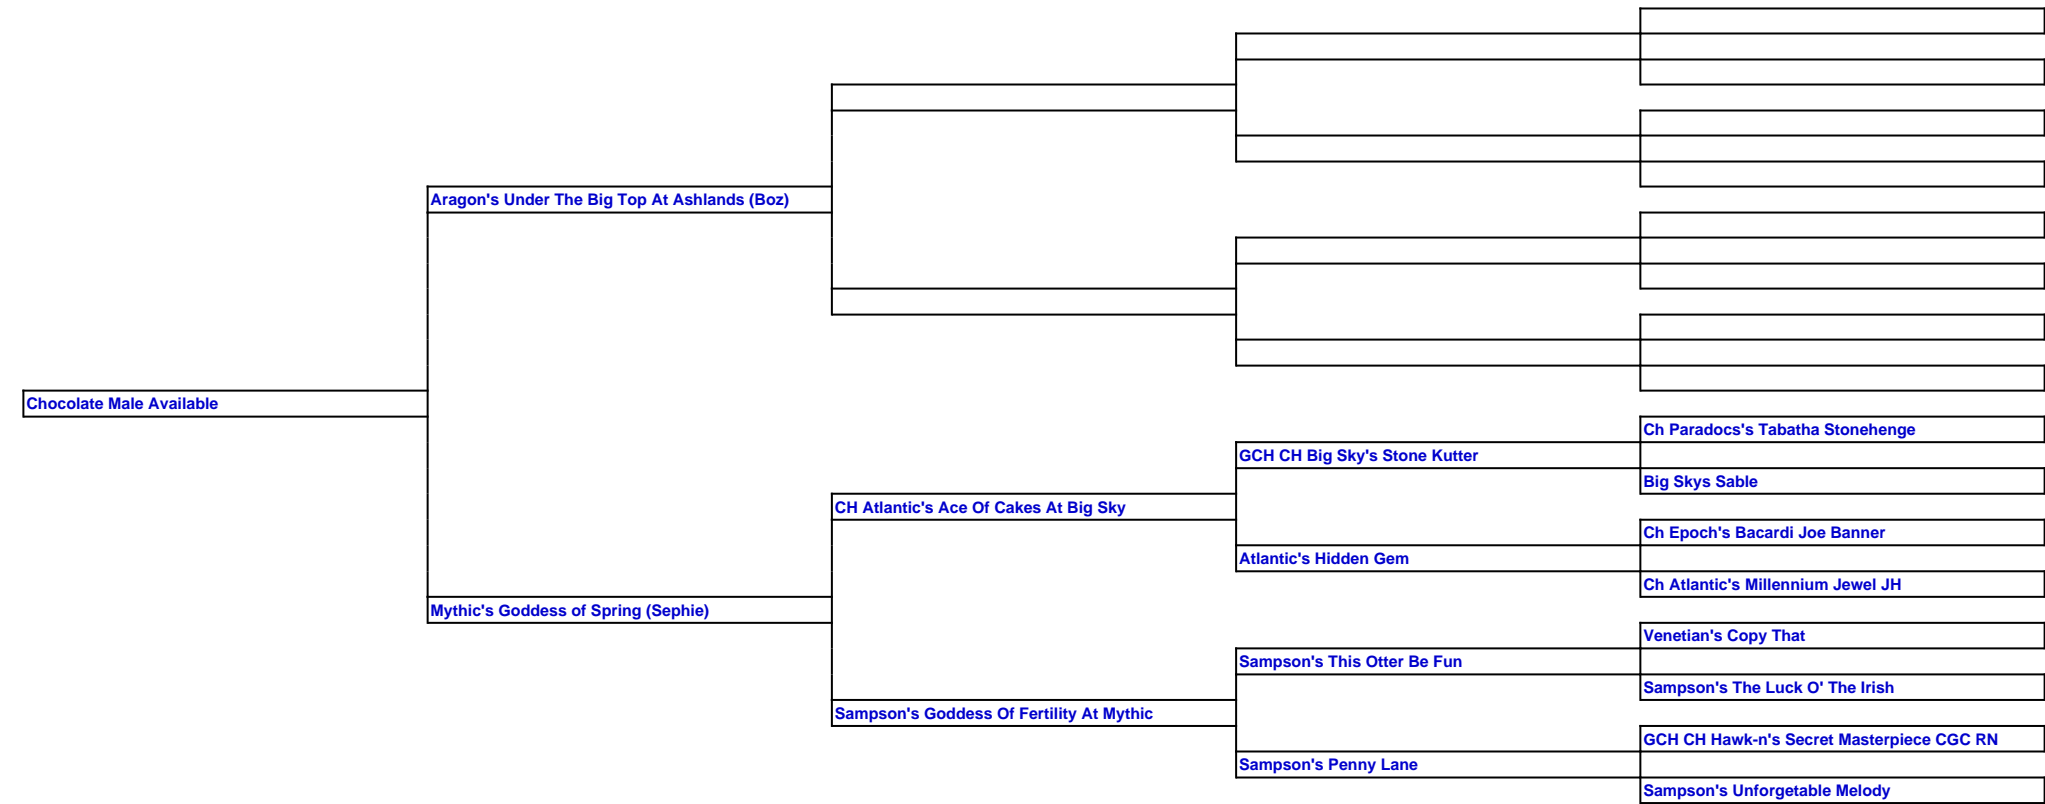 Aragon's Under The Big Top At Ashlands (Boz)
Chocolate Male Available
Ch Paradocs's Tabatha Stonehenge
GCH CH Big Sky's Stone Kutter
Big Skys Sable
CH Atlantic's Ace Of Cakes At Big Sky
Ch Epoch's Bacardi Joe Banner
Atlantic's Hidden Gem
Ch Atlantic's Millennium Jewel JH
Mythic's Goddess of Spring (Sephie)
Venetian's Copy That
Sampson's This Otter Be Fun
Sampson's The Luck O' The Irish
Sampson's Goddess Of Fertility At Mythic
GCH CH Hawk-n's Secret Masterpiece CGC RN
Sampson's Penny Lane
Sampson's Unforgetable Melody